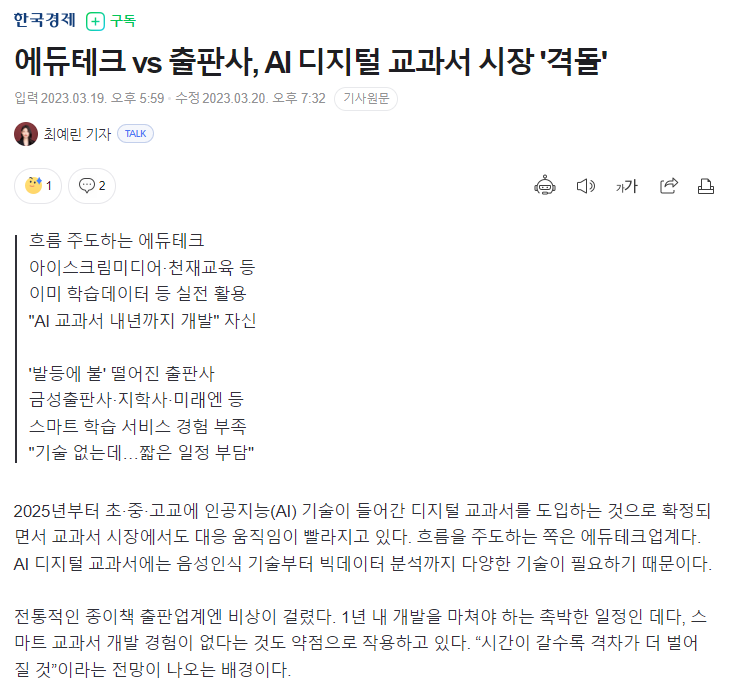 한국경제 + 구독
에듀테크 vs 출판사, AI 디지털 교과서 시장 '격돌'
입력 2023.03.19. 오후 5:59 · 수정 2023.03.20. 오후 7:32 기사원문
최예린 기자 TALK
1 2 가가
흐름 주도하는 에듀테크
아이스크림미디어·천재교육 등
이미 학습데이터 등 실전 활용
"AI 교과서 내년까지 개발" 자신
'발등에 불' 떨어진 출판사
금성출판사·지학사·미래엔 등
스마트 학습 서비스 경험 부족
"기술 없는데…짧은 일정 부담"
2025년부터 초·중·고교에 인공지능(AI) 기술이 들어간 디지털 교과서를 도입하는 것으로 확정되
면서 교과서 시장에서도 대응 움직임이 빨라지고 있다. 흐름을 주도하는 쪽은 에듀테크업계다.
AI 디지털 교과서에는 음성인식 기술부터 빅데이터 분석까지 다양한 기술이 필요하기 때문이다.
전통적인 종이책 출판업계엔 비상이 걸렸다. 1년 내 개발을 마쳐야 하는 촉박한 일정인 데다, 스
마트 교과서 개발 경험이 없다는 것도 약점으로 작용하고 있다. “시간이 갈수록 격차가 더 벌어
질 것”이라는 전망이 나오는 배경이다.